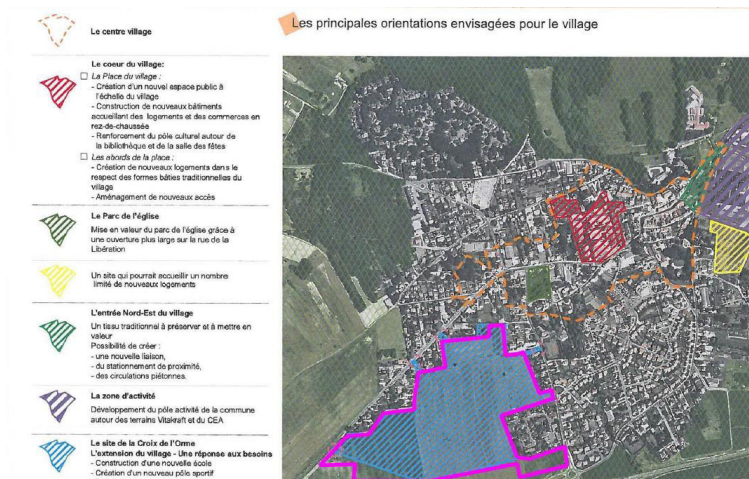 Les principales orientations envisagées pour le village
Le centre village
Le coeur du village:
La Place du village :
- Création d'un nouvel espace public à
l'échelle du village
- Construction de nouveaux bâtiments
accueillant des logements et des commerces en
rez-de-chaussée
- Renforcement du pôle culturel autour de
la bibliothèque et de la salle des fêtes
Les abords de la place :
- Création de nouveaux logements dans le
respect des formes bâties traditionnelles du
village
- Aménagement de nouveaux accès
Le Parc de l'église
Mise en valeur du parc de l'église grâce à
une ouverture plus large sur la rue de la
Libération
Un site qui pourrait accueillir un nombre
limité de nouveaux logements
L'entrée Nord-Est du village
Un tissu traditionnel à préserver et à mettre en
valeur
Possibilité de créer :
- une nouvelle liaison,
- du stationnement de proximité,
- des circulations piétonnes.
La zone d'activité
Développement du pôle activité de la commune
autour des terrains Vitakraft et du CEA
Le site de la Croix de l'Orme
L'extension du village - Une réponse aux besoins
- Construction d'une nouvelle école
- Création d'un nouveau pôle sportif